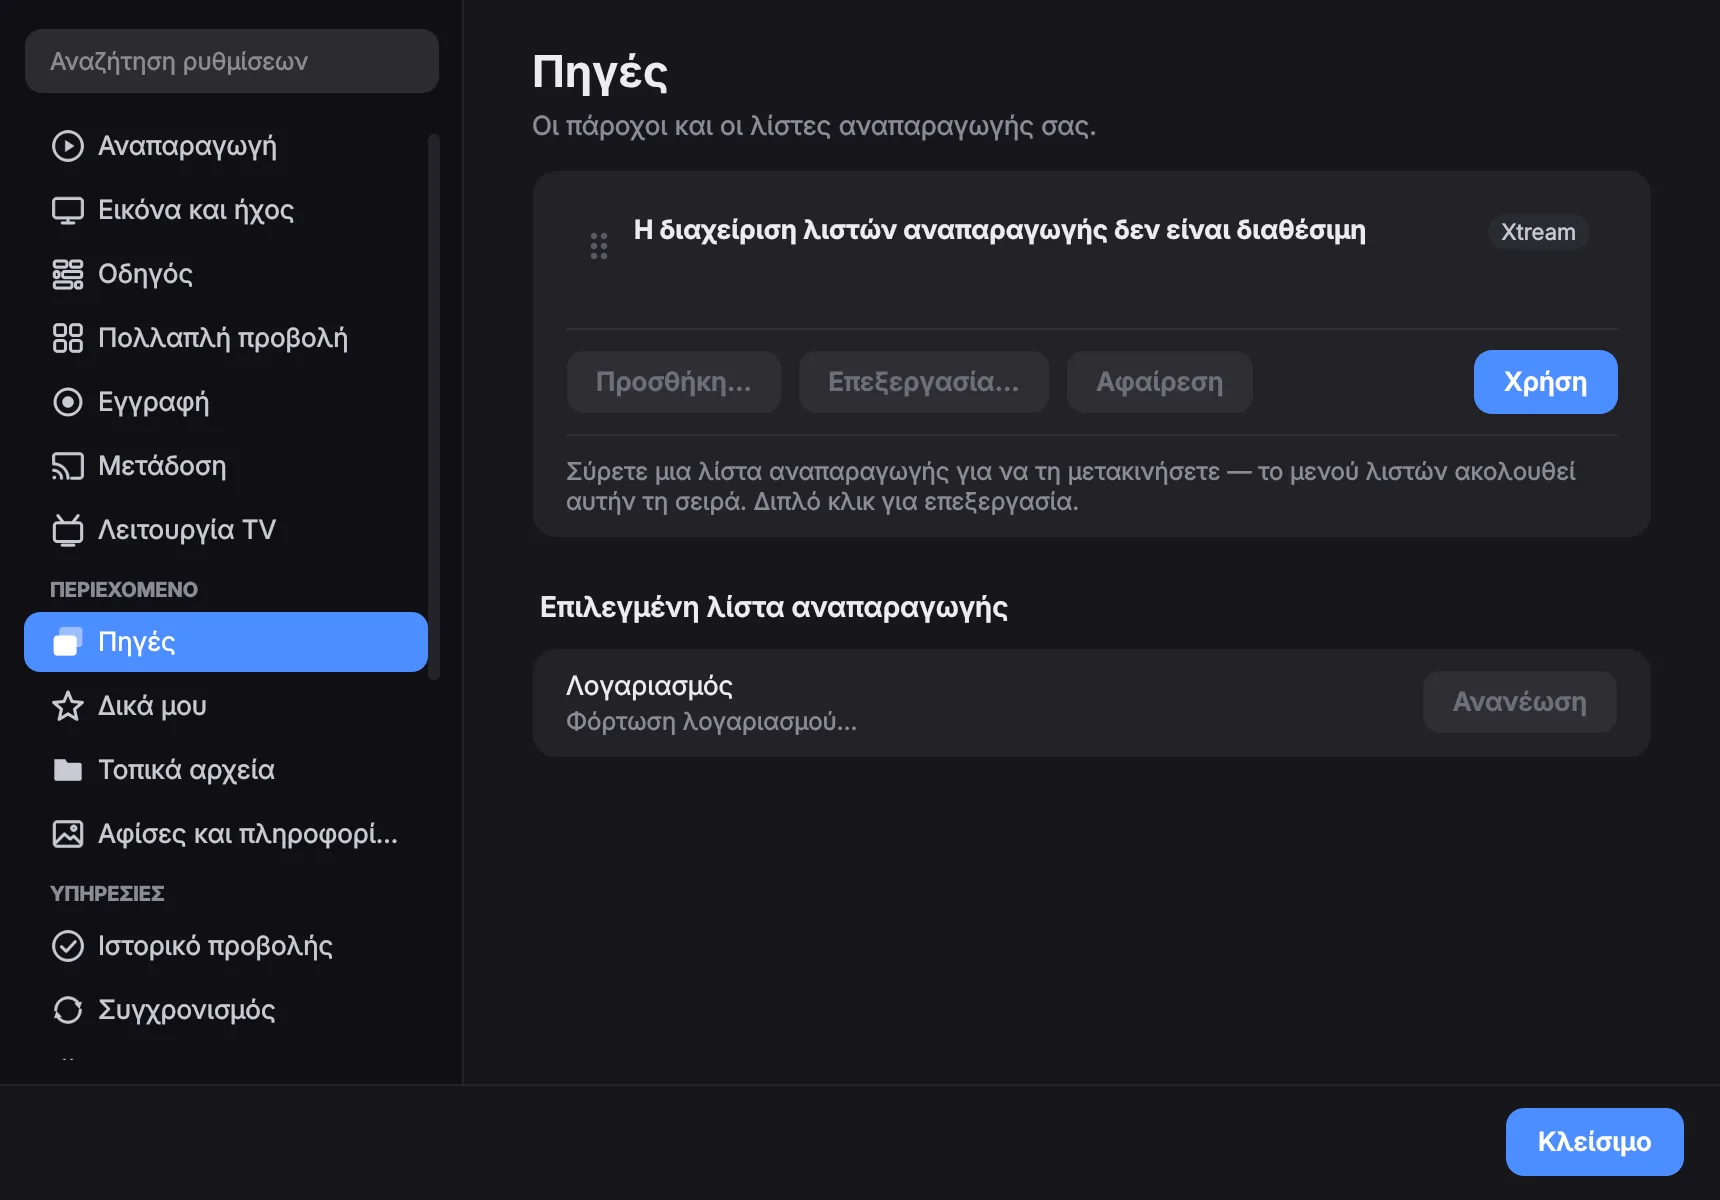 Αναζήτηση ρυθμίσεων
Αναπαραγωγή
Εικόνα και ήχος
Οδηγός
Πολλαπλή προβολή
Εγγραφή
Μετάδοση
Λειτουργία TV
ΠΕΡΙΕΧΟΜΕΝΟ
Πηγές
Δικά μου
Τοπικά αρχεία
Αφίσες και πληροφορί...
ΥΠΗΡΕΣΙΕΣ
Ιστορικό προβολής
Συγχρονισμός
Πηγές
Οι πάροχοι και οι λίστες αναπαραγωγής σας.
Η διαχείριση λιστών αναπαραγωγής δεν είναι διαθέσιμη
Xtream
Προσθήκη...
Επεξεργασία...
Αφαίρεση
Χρήση
Σύρετε μια λίστα αναπαραγωγής για να τη μετακινήσετε — το μενού λιστών ακολουθεί
αυτήν τη σειρά. Διπλό κλικ για επεξεργασία.
Επιλεγμένη λίστα αναπαραγωγής
Λογαριασμός
Φόρτωση λογαριασμού...
Ανανέωση
Κλείσιμο